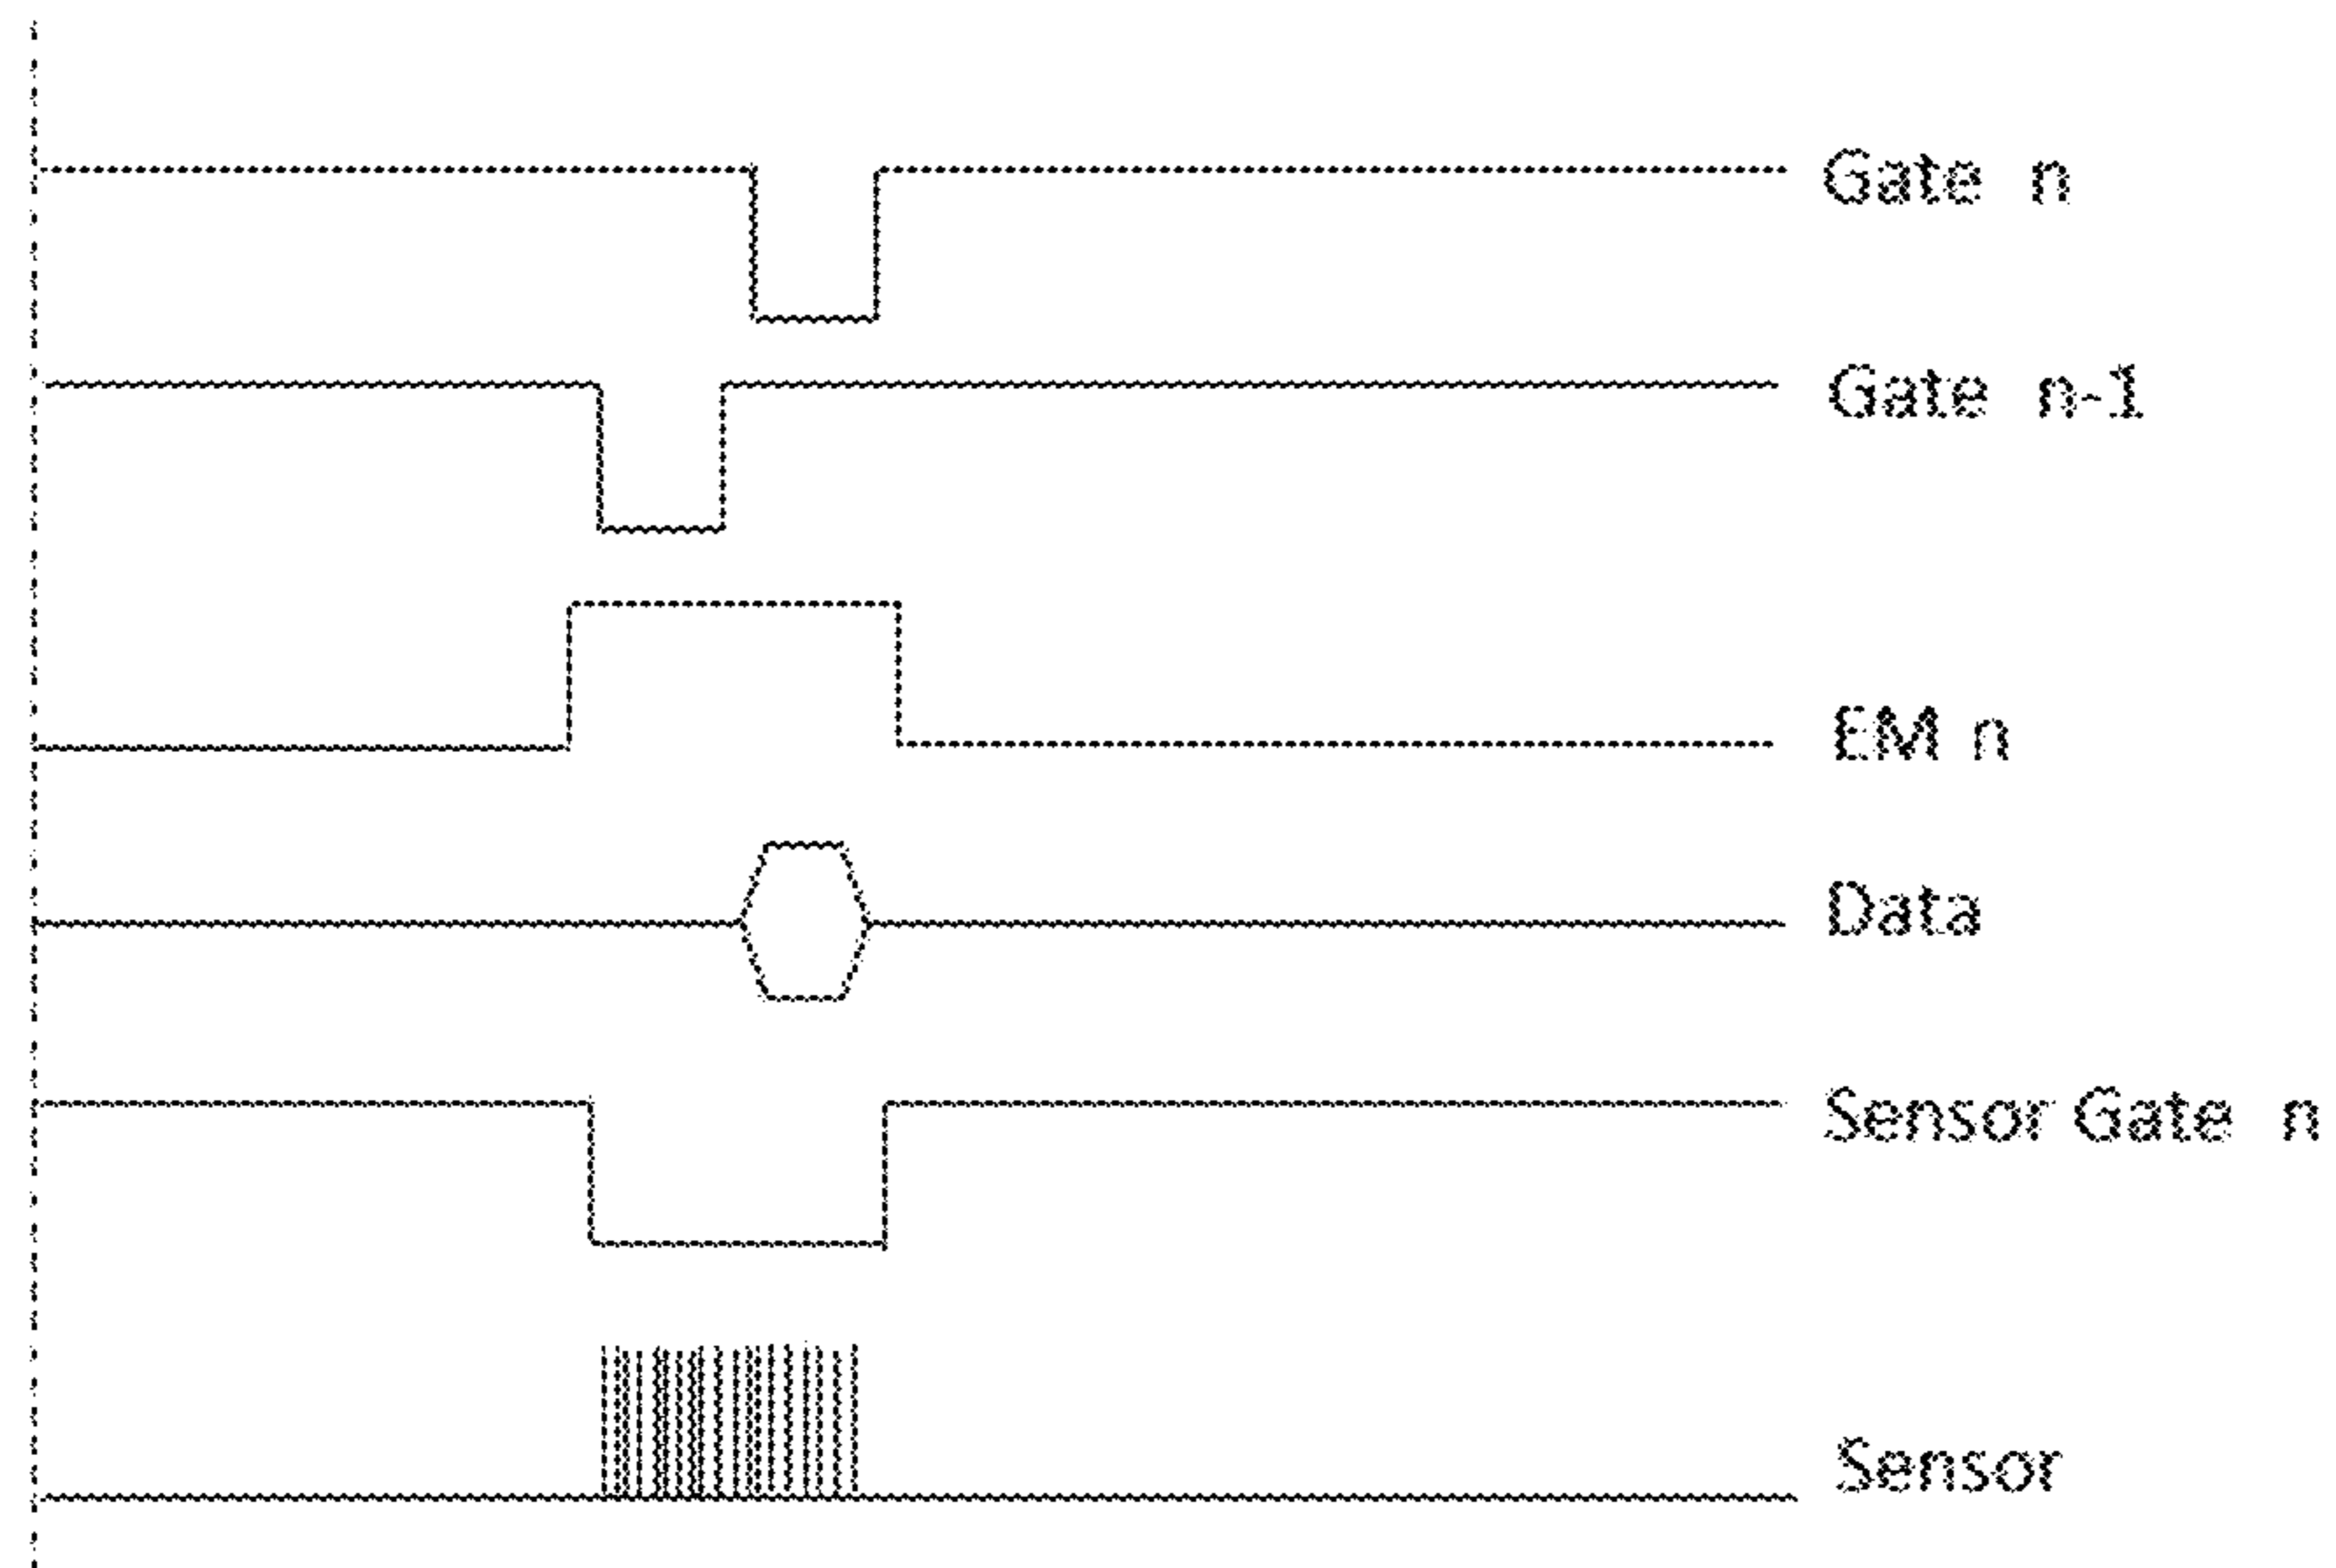 Gate n
Gate n-1
EM n
Data
Sensor Gate n
Sensor